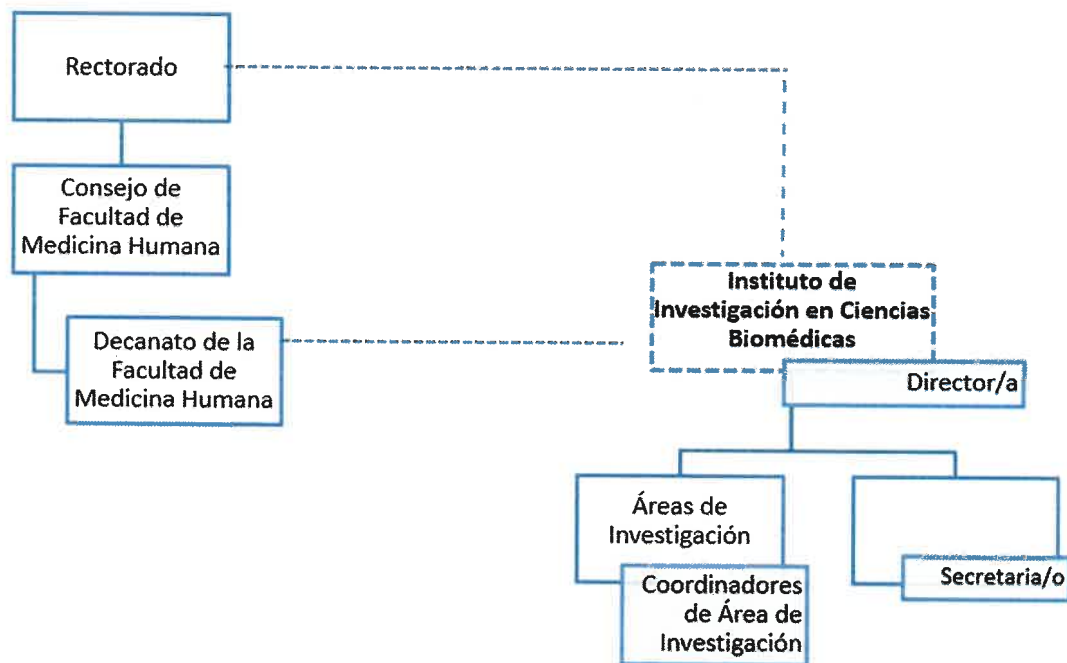 Rectorado
Consejo de
Facultad de
Medicina Humana
Decanato de la
Facultad de
Medicina Humana
Instituto de
Investigación en Ciencias
Biomédicas
Director/a
Áreas de
Investigación
Coordinadores
de Área de
Investigación
Secretaria/o